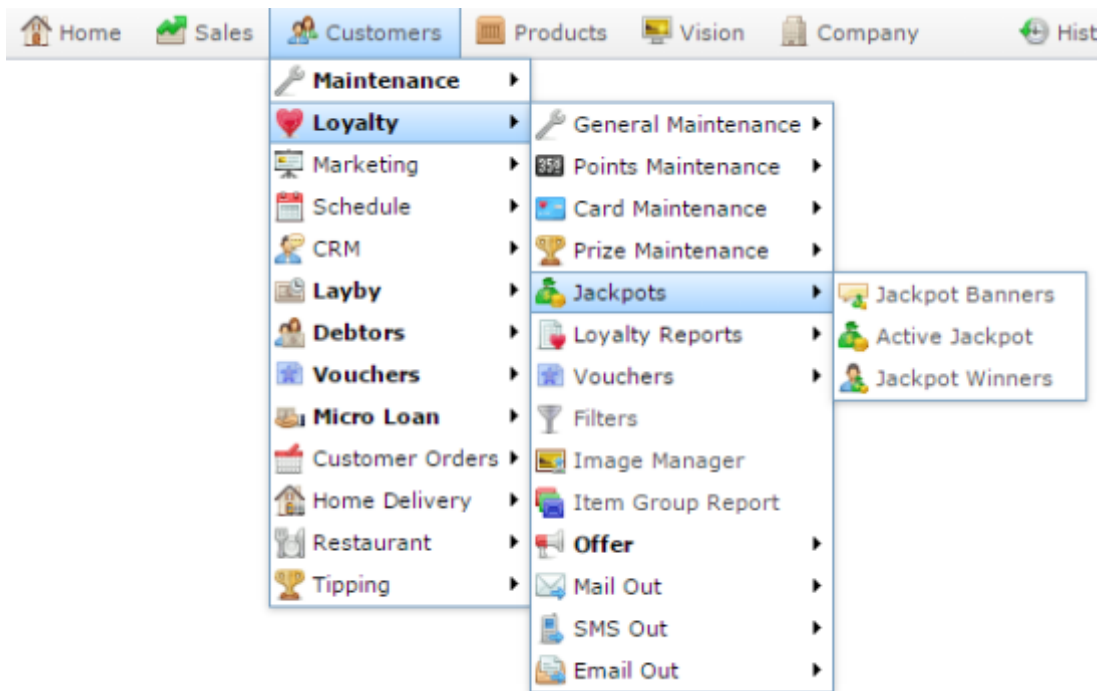 Home Sales Customers Products Vision Company Hist
Maintenance
Loyalty
Marketing
Schedule
CRM
Layby
Debtors
Vouchers
Micro Loan
Customer Orders
Home Delivery
Restaurant
Tipping
General Maintenance
Points Maintenance
Card Maintenance
Prize Maintenance
Jackpots
Loyalty Reports
Vouchers
Filters
Image Manager
Item Group Report
Offer
Mail Out
SMS Out
Email Out
Jackpot Banners
Active Jackpot
Jackpot Winners